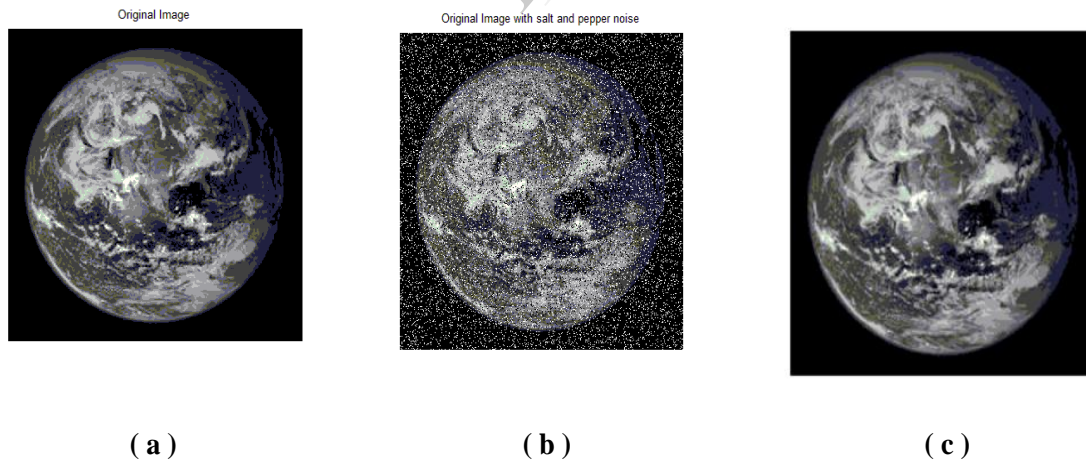 Original Image
Original Image with salt and pepper noise
( a )
( b )
( c )